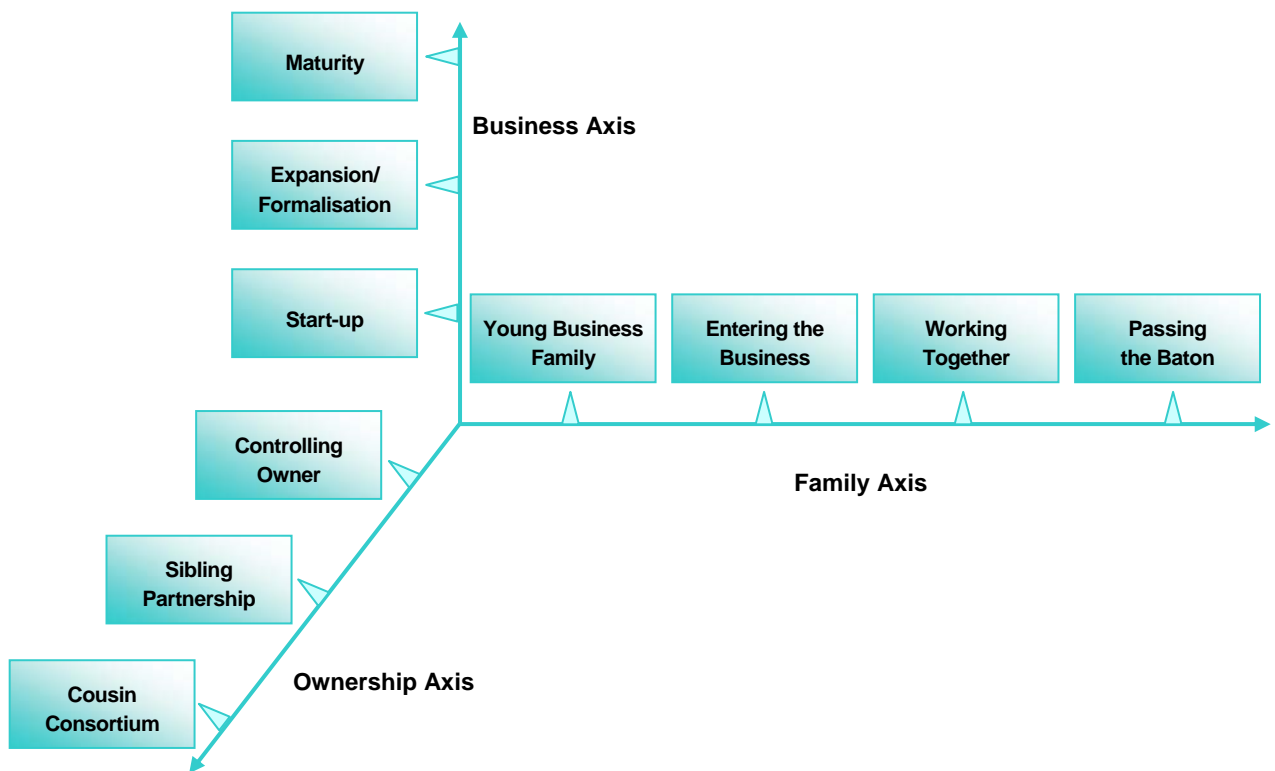 Maturity
Business Axis
Expansion/
Formalisation
Start-up
Young Business
Family
Entering the
Business
Working
Together
Passing
the Baton
Controlling
Owner
Family Axis
Sibling
Partnership
Ownership Axis
Cousin
Consortium